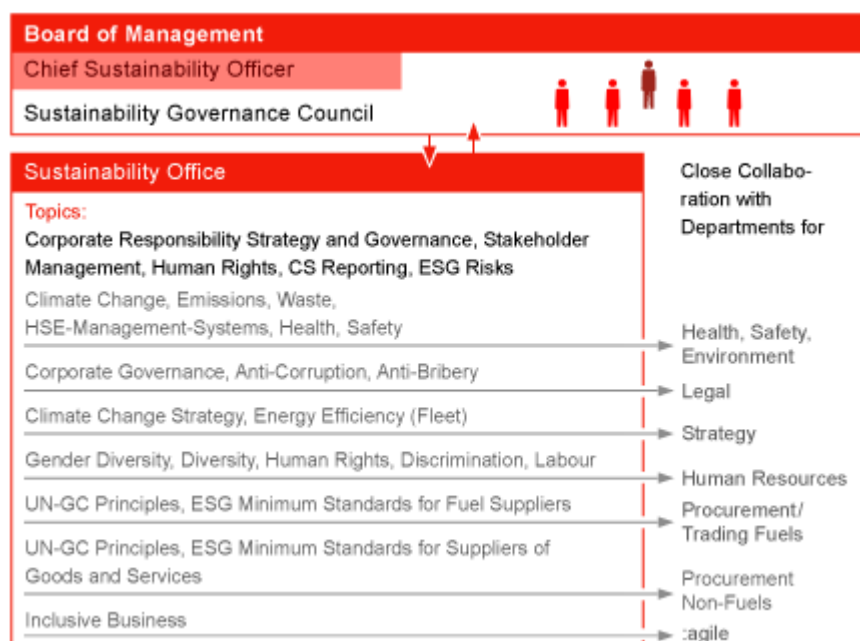 Board of Management
Chief Sustainability Officer
Sustainability Governance Council
Sustainability Office
Topics:
Corporate Responsibility Strategy and Governance, Stakeholder
Management, Human Rights, CS Reporting, ESG Risks
Climate Change, Emissions, Waste,
HSE-Management-Systems, Health, Safety
Corporate Governance, Anti-Corruption, Anti-Bribery
Climate Change Strategy, Energy Efficiency (Fleet)
Gender Diversity, Diversity, Human Rights, Discrimination, Labour
UN-GC Principles, ESG Minimum Standards for Fuel Suppliers
UN-GC Principles, ESG Minimum Standards for Suppliers of
Goods and Services
Inclusive Business
Close Collabo-
ration with
Departments for
Health, Safety,
Environment
Legal
Strategy
Human Resources
Procurement/
Trading Fuels
Procurement
Non-Fuels
:agile